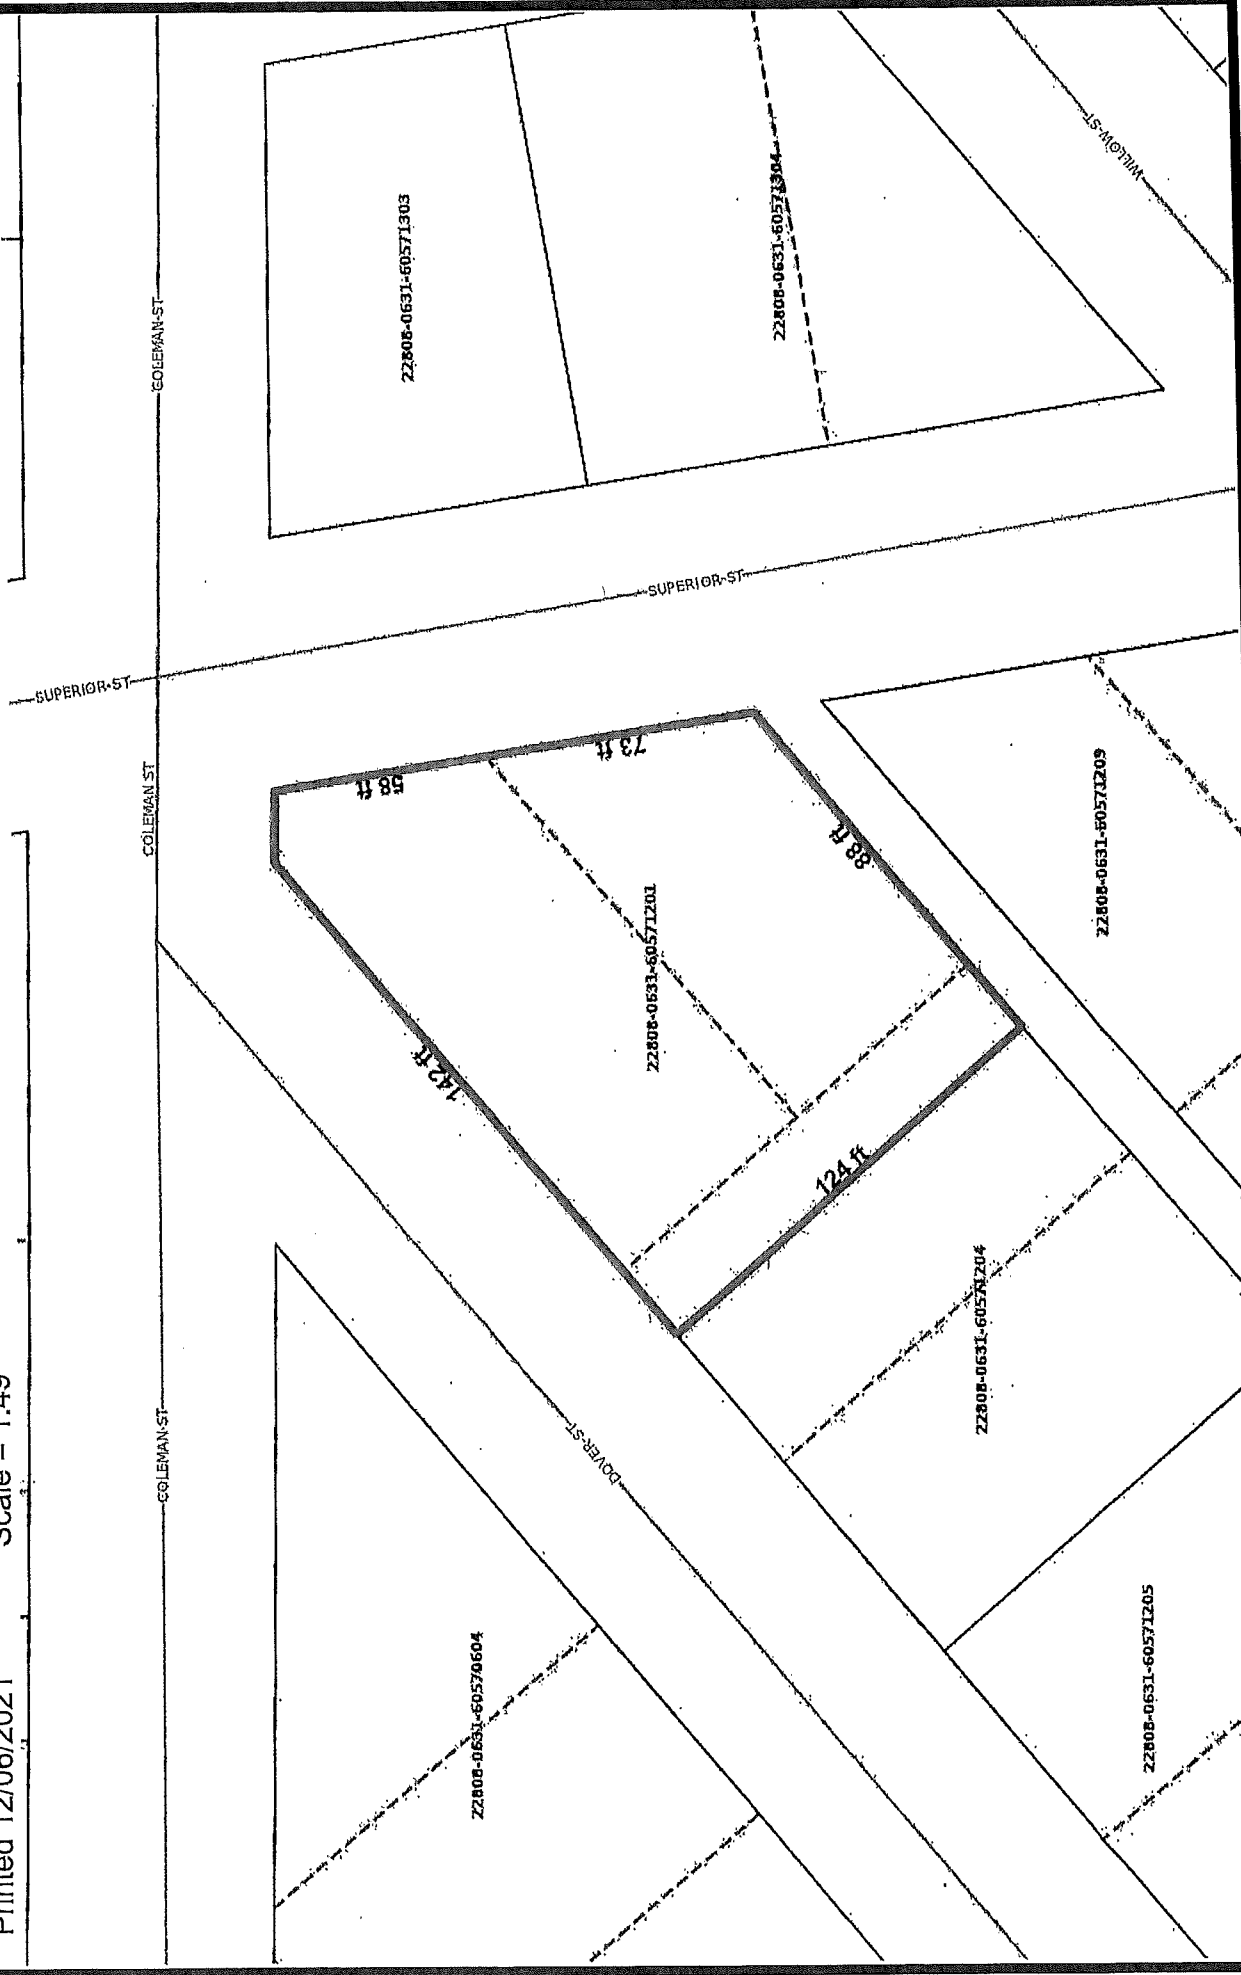 Printed 12/06/2021
Scale = 1:49
COLEMAN-ST
COLEMAN ST
COLEMAN-ST
SUPERIOR-ST
SUPERIOR-ST
WILLOW-ST
DOVER-ST
22808-0631-60571303
22808-0631-60571304
22808-0631-60571201
22808-0631-60571209
22808-0631-60571204
22808-0631-60571205
22808-0631-60570604
58 ft
73 ft
88 ft
142 ft
124 ft